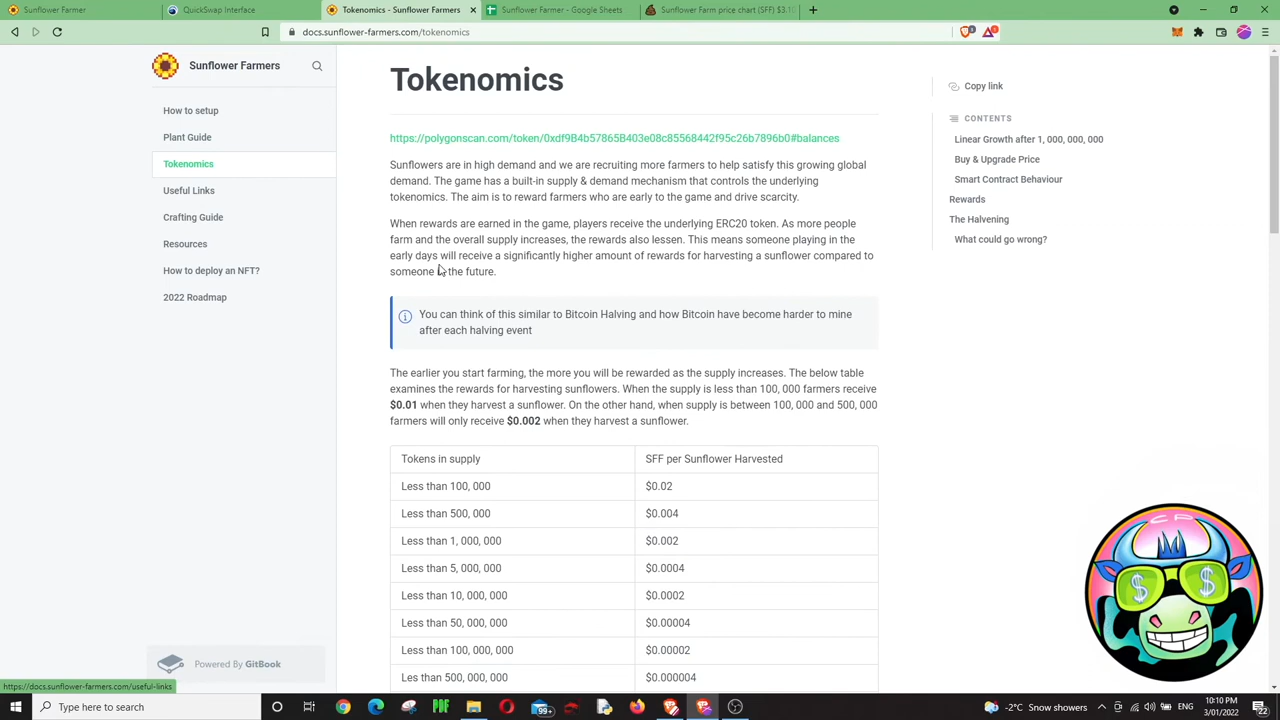 Sunflower Farmer
QuickSwap Interface
Tokenomics - Sunflower Farmers
Sunflower Farmer - Google Sheets
Sunflower Farm price chart (SFF) $3.1
docs.sunflower-farmers.com/tokenomics
Sunflower Farmers
How to setup
Plant Guide
Tokenomics
Useful Links
Crafting Guide
Resources
How to deploy an NFT?
2022 Roadmap
Powered By GitBook
Tokenomics
https://polygonscan.com/token/0xdf9B4b57865B403e08c85568442f95c26b7896b0#balances
Sunflowers are in high demand and we are recruiting more farmers to help satisfy this growing global
demand. The game has a built-in supply & demand mechanism that controls the underlying
tokenomics. The aim is to reward farmers who are early to the game and drive scarcity.
When rewards are earned in the game, players receive the underlying ERC20 token. As more people
farm and the overall supply increases, the rewards also lessen. This means someone playing in the
early days will receive a significantly higher amount of rewards for harvesting a sunflower compared to
someone the future.
You can think of this similar to Bitcoin Halving and how Bitcoin have become harder to mine
after each halving event
The earlier you start farming, the more you will be rewarded as the supply increases. The below table
examines the rewards for harvesting sunflowers. When the supply is less than 100, 000 farmers receive
$0.01 when they harvest a sunflower. On the other hand, when supply is between 100, 000 and 500, 000
farmers will only receive $0.002 when they harvest a sunflower.
Tokens in supply SFF per Sunflower Harvested
Less than 100, 000 $0.02
Less than 500, 000 $0.004
Less than 1, 000, 000 $0.002
Less than 5, 000, 000 $0.0004
Less than 10, 000, 000 $0.0002
Less than 50, 000, 000 $0.00004
Less than 100, 000, 000 $0.00002
Les than 500, 000, 000 $0.000004
Copy link
CONTENTS
Linear Growth after 1, 000, 000, 000
Buy & Upgrade Price
Smart Contract Behaviour
Rewards
The Halvening
What could go wrong?
CP
$ $
https://docs.sunflower-farmers.com/useful-links
Type here to search
PDF
99+
-2°C Snow showers
10:10 PM
3/01/2022
22